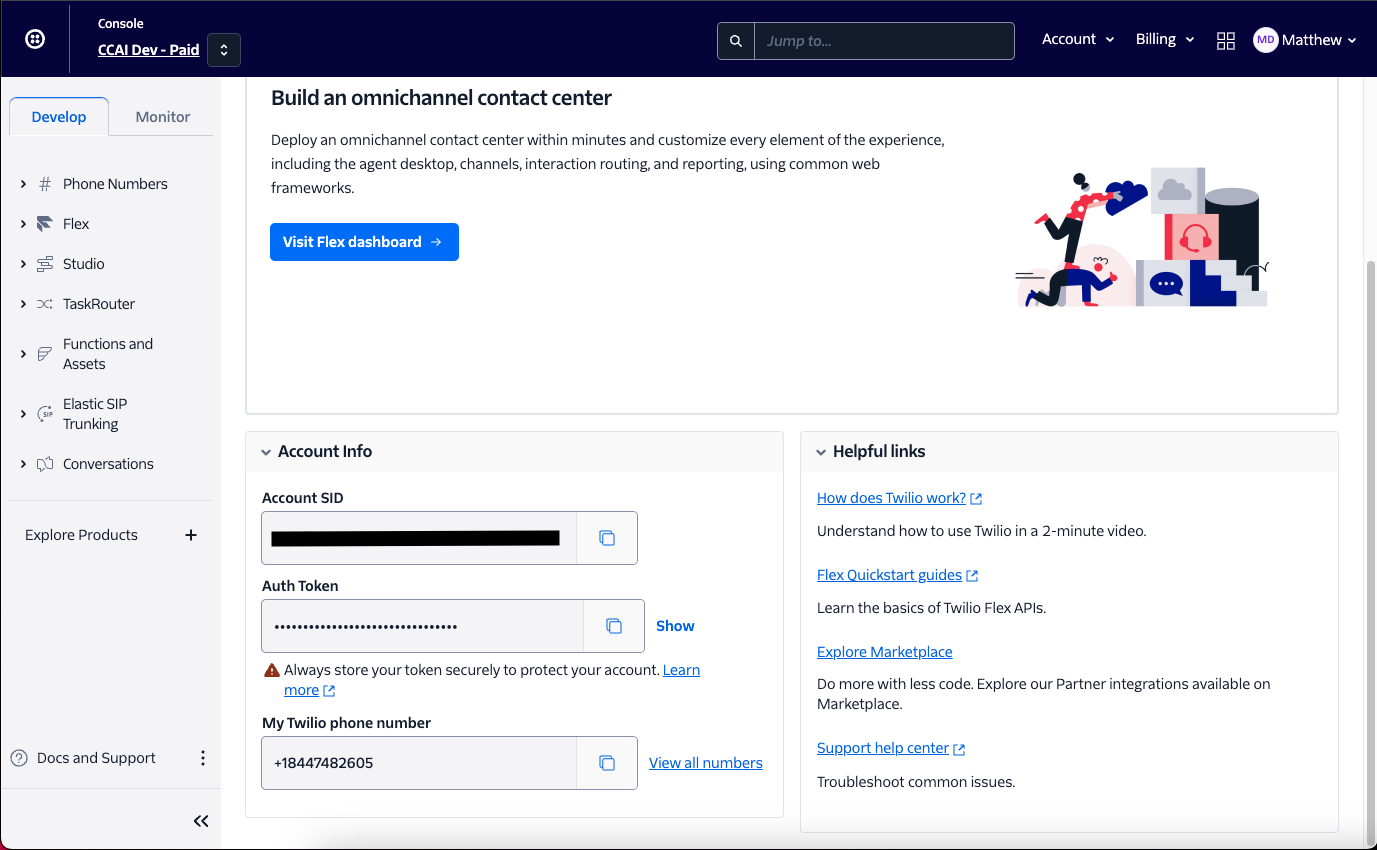 Console
CCAI Dev - Paid
Jump to...
Account
Billing
MD
Matthew
Develop
Monitor
Phone Numbers
Flex
Studio
TaskRouter
Functions and
Assets
SIP
Elastic SIP
Trunking
Conversations
Explore Products
Docs and Support
Build an omnichannel contact center
Deploy an omnichannel contact center within minutes and customize every element of the experience,
including the agent desktop, channels, interaction routing, and reporting, using common web
frameworks.
Visit Flex dashboard →
Account Info
Account SID
Auth Token
••••••••••••••••••••••••••••••••
Show
Always store your token securely to protect your account. Learn
more
My Twilio phone number
+18447482605
View all numbers
Helpful links
How does Twilio work?
Understand how to use Twilio in a 2-minute video.
Flex Quickstart guides
Learn the basics of Twilio Flex APIs.
Explore Marketplace
Do more with less code. Explore our Partner integrations available on
Marketplace.
Support help center
Troubleshoot common issues.